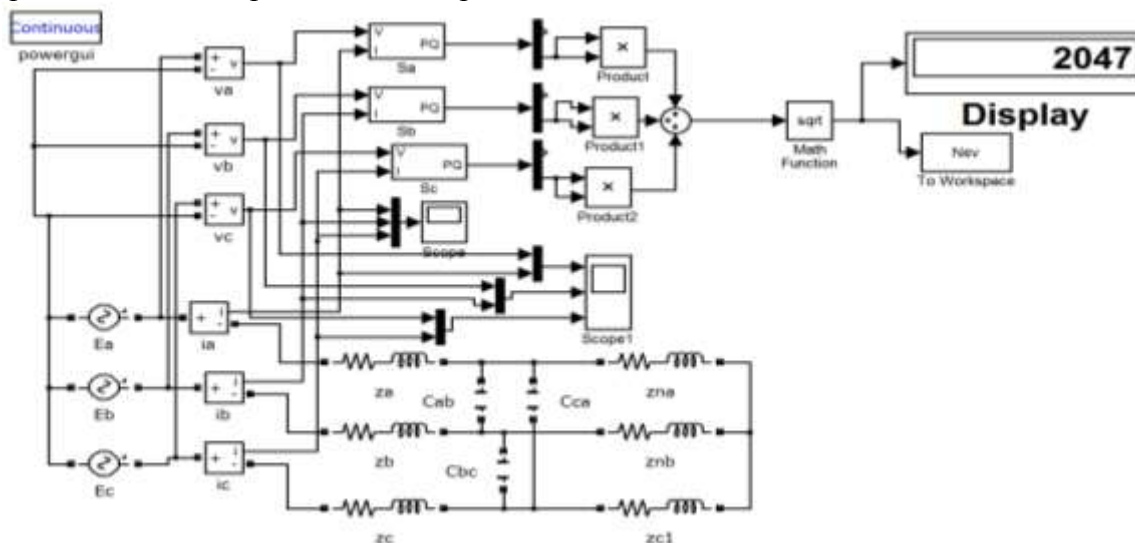 Continuous
powergui
+
-
v
va
+
-
v
vb
+
-
v
vc
V
I
PQ
Sa
V
I
PQ
Sb
V
I
PQ
Sc
×
Product
×
Product1
×
Product2
sqrt
Math
Function
2047
Display
Nev
To Workspace
Scope
Scope1
Ea
Eb
Ec
+
i
-
ia
+
i
-
ib
+
i
-
ic
za
zb
zc
Cab
Cbc
Cca
zna
znb
zc1